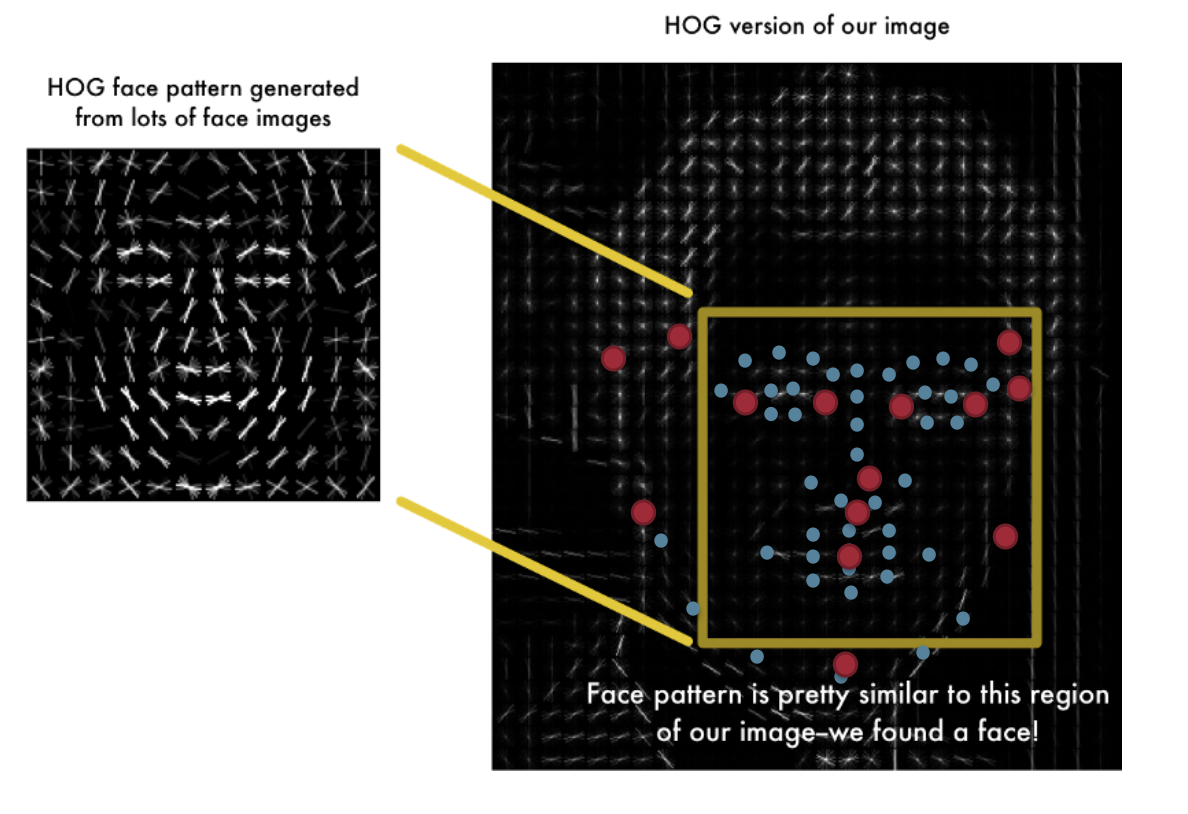 HOG version of our image
HOG face pattern generated
from lots of face images
Face pattern is pretty similar to this region
of our image–we found a face!